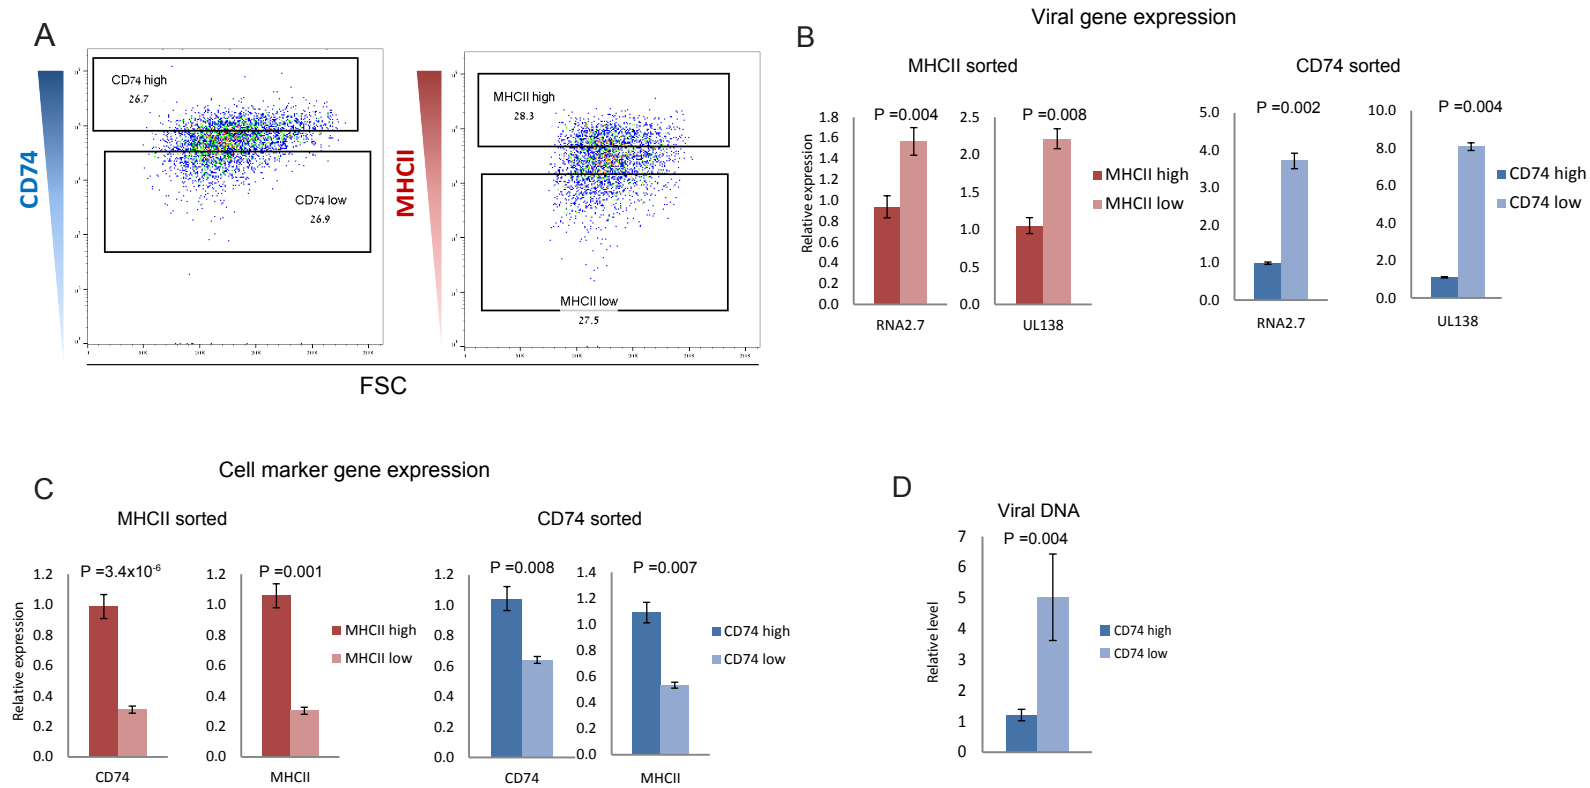 A
CD74
CD74 high
26.7
CD74 low
26.9
MHCII
MHCII high
28.3
MHCII low
27.5
FSC
B
Viral gene expression
MHCII sorted
Relative expression
P =0.004
1.8
1.6
1.4
1.2
1.0
0.8
0.6
0.4
0.2
0.0
RNA2.7
P =0.008
2.5
2.0
1.5
1.0
0.5
0.0
UL138
MHCII high
MHCII low
CD74 sorted
P =0.002
5.0
4.0
3.0
2.0
1.0
0.0
RNA2.7
P =0.004
10.0
8.0
6.0
4.0
2.0
0.0
UL138
CD74 high
CD74 low
C
Cell marker gene expression
MHCII sorted
Relative expression
P =3.4x10-6
1.2
1.0
0.8
0.6
0.4
0.2
0.0
CD74
P =0.001
1.2
1.0
0.8
0.6
0.4
0.2
0.0
MHCII
MHCII high
MHCII low
CD74 sorted
P =0.008
1.2
1.0
0.8
0.6
0.4
0.2
0.0
CD74
P =0.007
1.4
1.2
1.0
0.8
0.6
0.4
0.2
0.0
MHCII
CD74 high
CD74 low
D
Viral DNA
P =0.004
Relative level
7
6
5
4
3
2
1
0
CD74 high
CD74 low